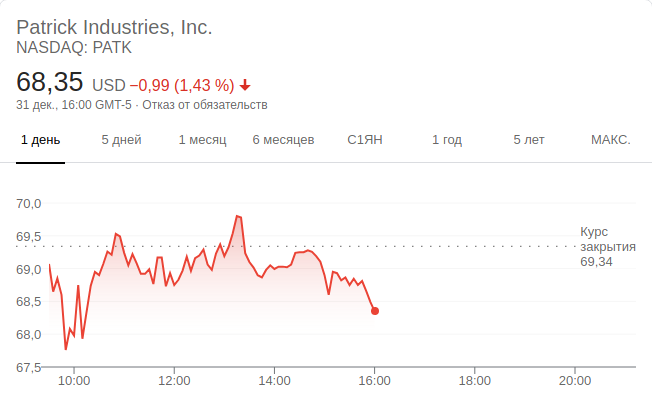 Patrick Industries, Inc.
NASDAQ: PATK
68,35 USD −0,99 (1,43 %)
31 дек., 16:00 GMT-5 · Отказ от обязательств
1 день 5 дней 1 месяц 6 месяцев С1ЯН 1 год 5 лет МАКС.
70,0
69,5
69,0
68,5
68,0
67,5
Курс
закрытия
69,34
10:00 12:00 14:00 16:00 18:00 20:00